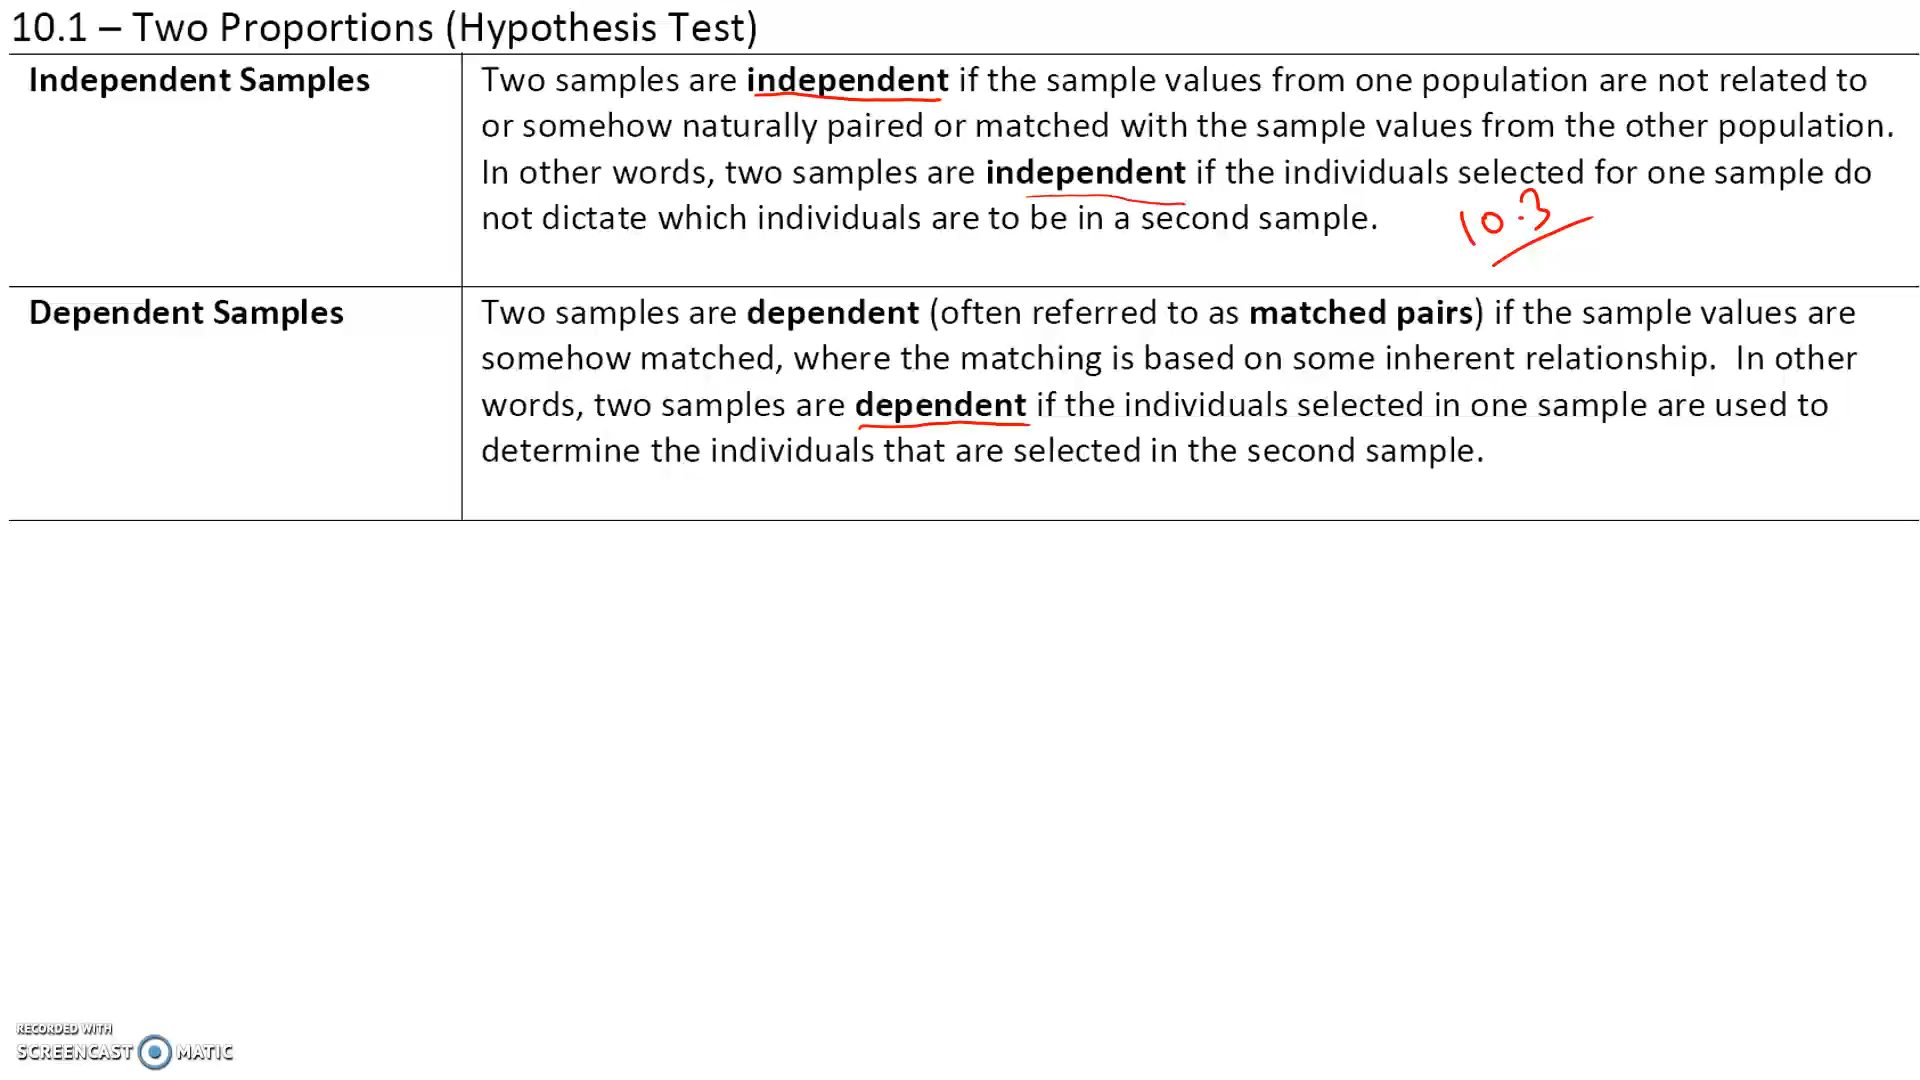 10.1 – Two Proportions (Hypothesis Test)
Independent Samples
Two samples are independent if the sample values from one population are not related to
or somehow naturally paired or matched with the sample values from the other population.
In other words, two samples are independent if the individuals selected for one sample do
not dictate which individuals are to be in a second sample.
10.3
Dependent Samples
Two samples are dependent (often referred to as matched pairs) if the sample values are
somehow matched, where the matching is based on some inherent relationship.  In other
words, two samples are dependent if the individuals selected in one sample are used to
determine the individuals that are selected in the second sample.
RECORDED WITH
SCREENCAST MATIC